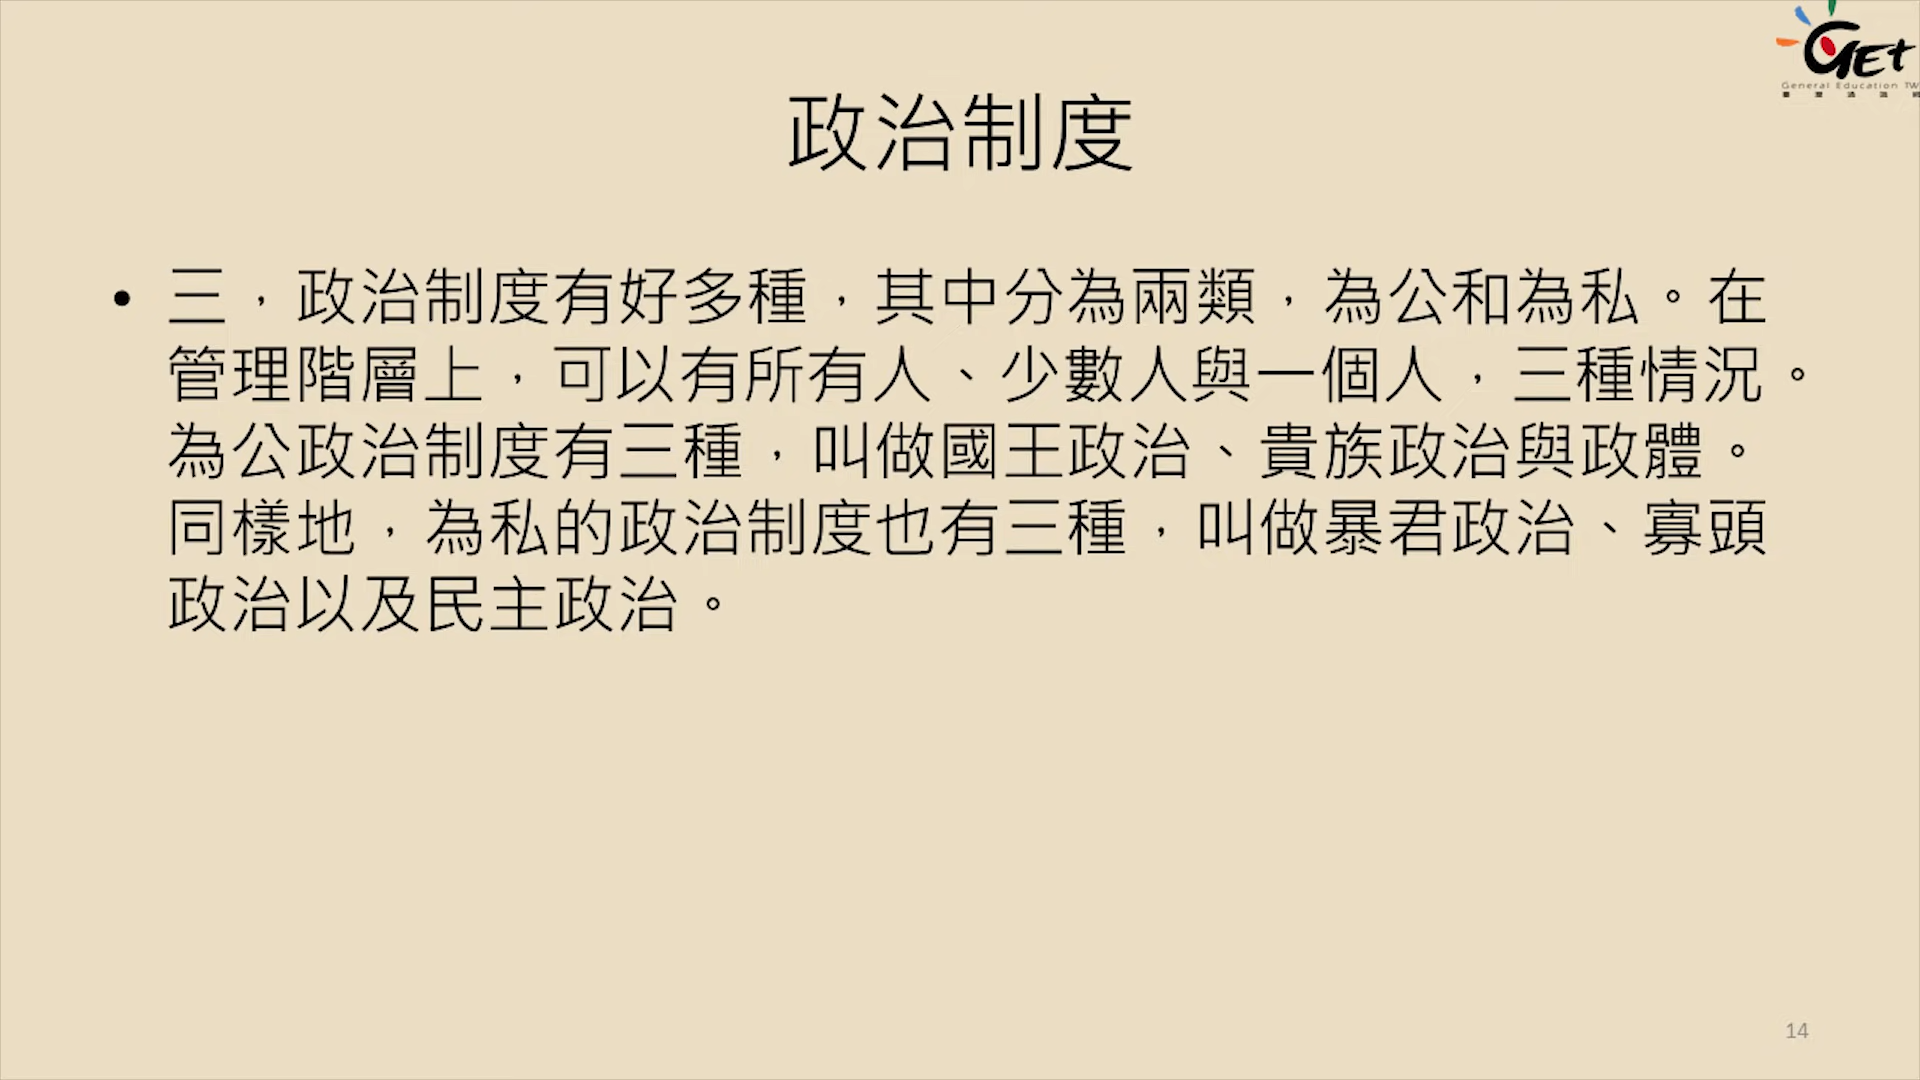 GET
General Education TW
政治制度
• 三，政治制度有好多種，其中分為兩類，為公和為私。在
管理階層上，可以有所有人、少數人與一個人，三種情況。
為公政治制度有三種，叫做國王政治、貴族政治與政體。
同樣地，為私的政治制度也有三種，叫做暴君政治、寡頭
政治以及民主政治。
14